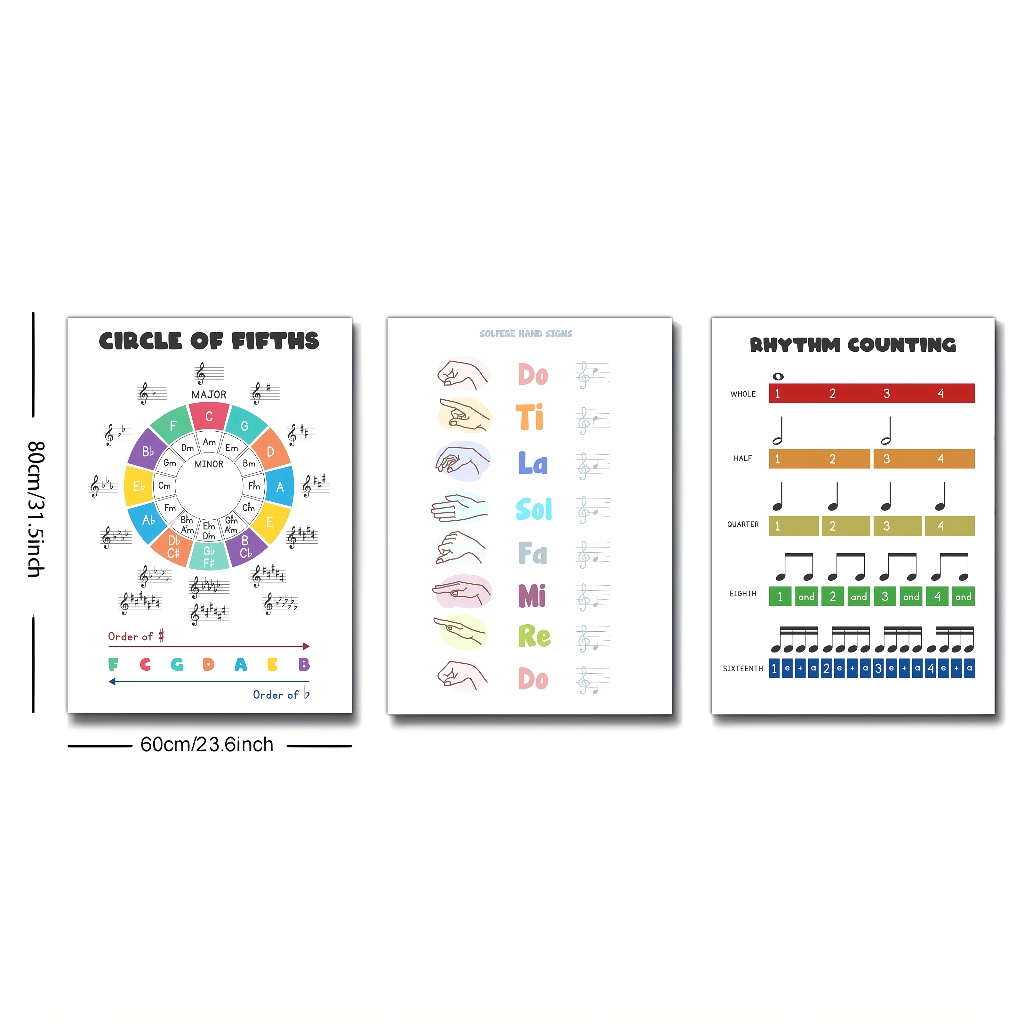 80cm/31.5inch
60cm/23.6inch
CIRCLE OF FIFTHS
MAJOR
C
F
G
B♭
D
E♭
A
A♭
E
D♭
C#
B
C♭
G♭
F#
MINOR
Am
Dm
Em
Gm
Bm
Cm
F#m
Fm
C#m
B♭m
A#m
E♭m
D#m
G#m
A♭m
Order of #
F C G D A E B
Order of ♭
SOLFEGE HAND SIGNS
Do
Ti
La
Sol
Fa
Mi
Re
Do
RHYTHM COUNTING
WHOLE 1 2 3 4
HALF 1 2 3 4
QUARTER 1 2 3 4
EIGHTH 1 and 2 and 3 and 4 and
SIXTEENTH 1 e + a 2 e + a 3 e + a 4 e + a